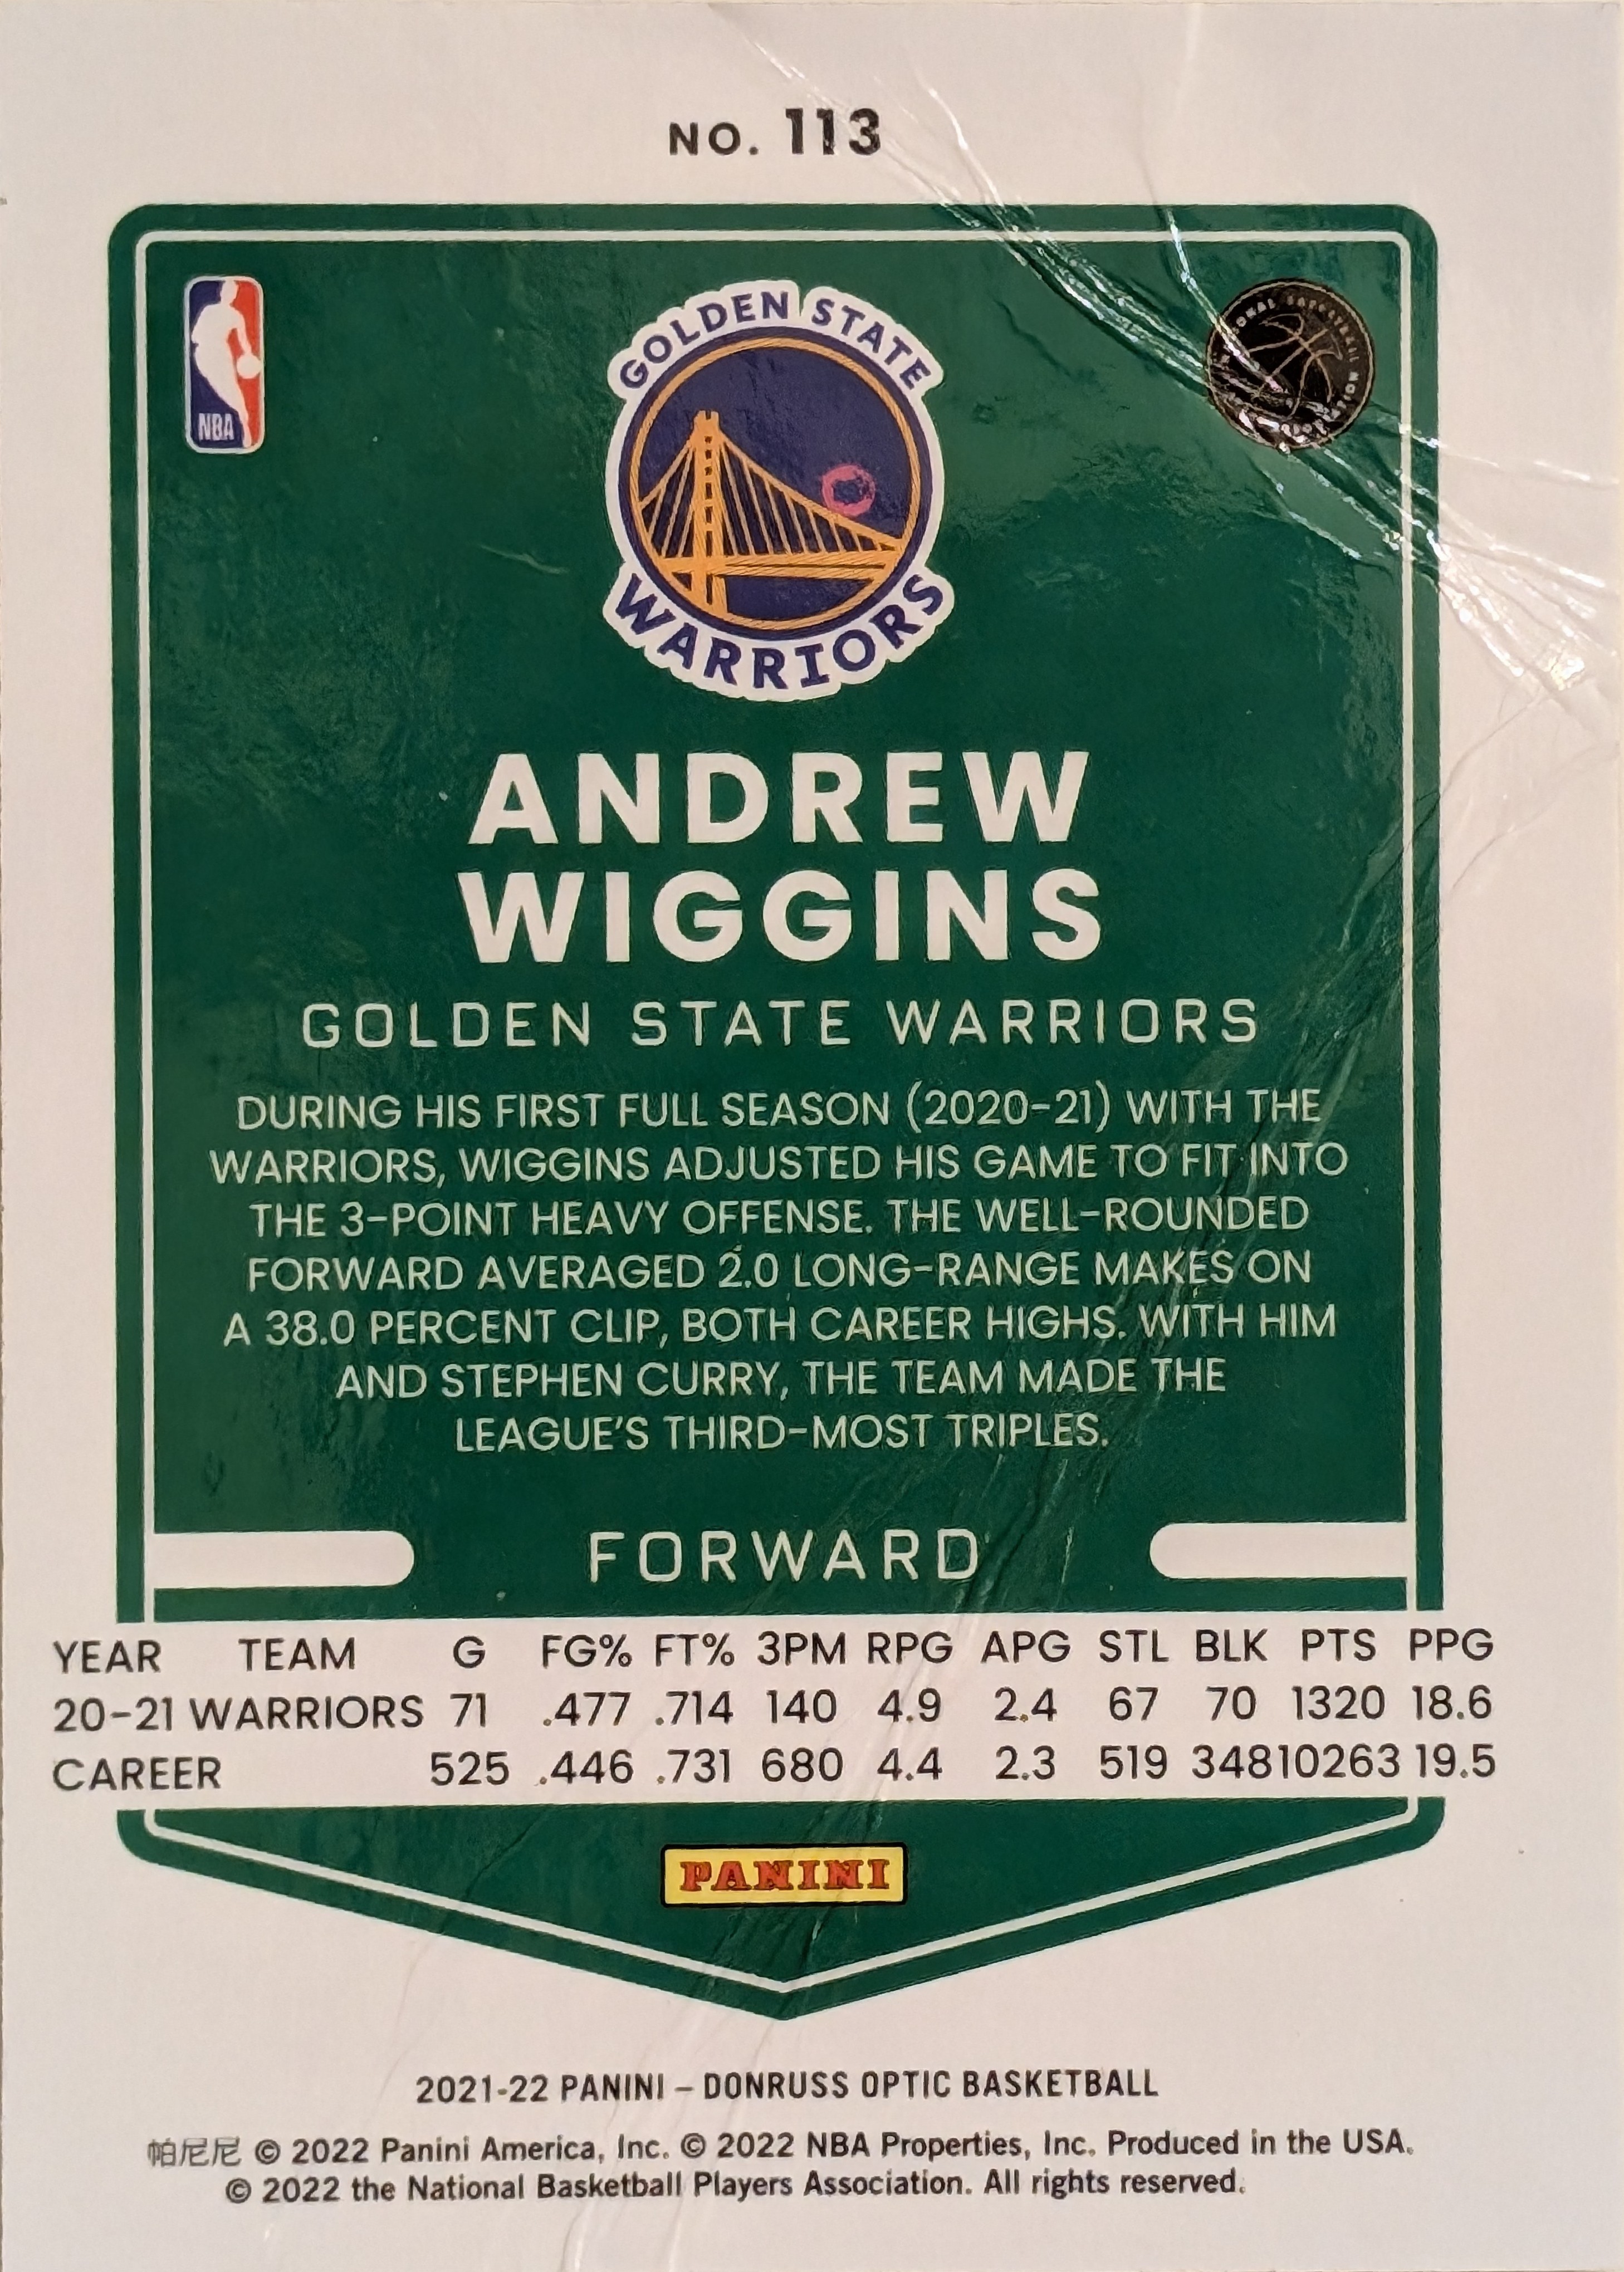 NO. 113
NBA
GOLDEN STATE
WARRIORS
ANDREW
WIGGINS
GOLDEN STATE WARRIORS
DURING HIS FIRST FULL SEASON (2020-21) WITH THE
WARRIORS, WIGGINS ADJUSTED HIS GAME TO FIT INTO
THE 3-POINT HEAVY OFFENSE. THE WELL-ROUNDED
FORWARD AVERAGED 2.0 LONG-RANGE MAKES ON
A 38.0 PERCENT CLIP, BOTH CAREER HIGHS. WITH HIM
AND STEPHEN CURRY, THE TEAM MADE THE
LEAGUE'S THIRD-MOST TRIPLES.
FORWARD
YEAR TEAM G FG% FT% 3PM RPG APG STL BLK PTS PPG
20-21 WARRIORS 71 .477 .714 140 4.9 2.4 67 70 1320 18.6
CAREER 525 .446 .731 680 4.4 2.3 519 348 10263 19.5
PANINI
2021-22 PANINI – DONRUSS OPTIC BASKETBALL
帕尼尼 © 2022 Panini America, Inc. © 2022 NBA Properties, Inc. Produced in the USA.
© 2022 the National Basketball Players Association. All rights reserved.